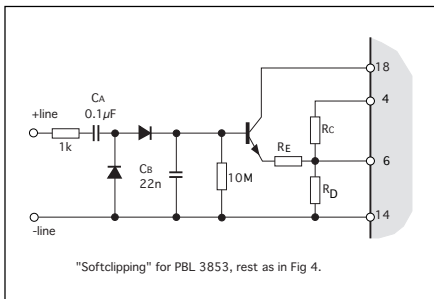 18
4
CA
+line
0.1µF
RC
RE
6
1k
CB
22n
10M
RD
14
-line
"Softclipping" for PBL 3853, rest as in Fig 4.